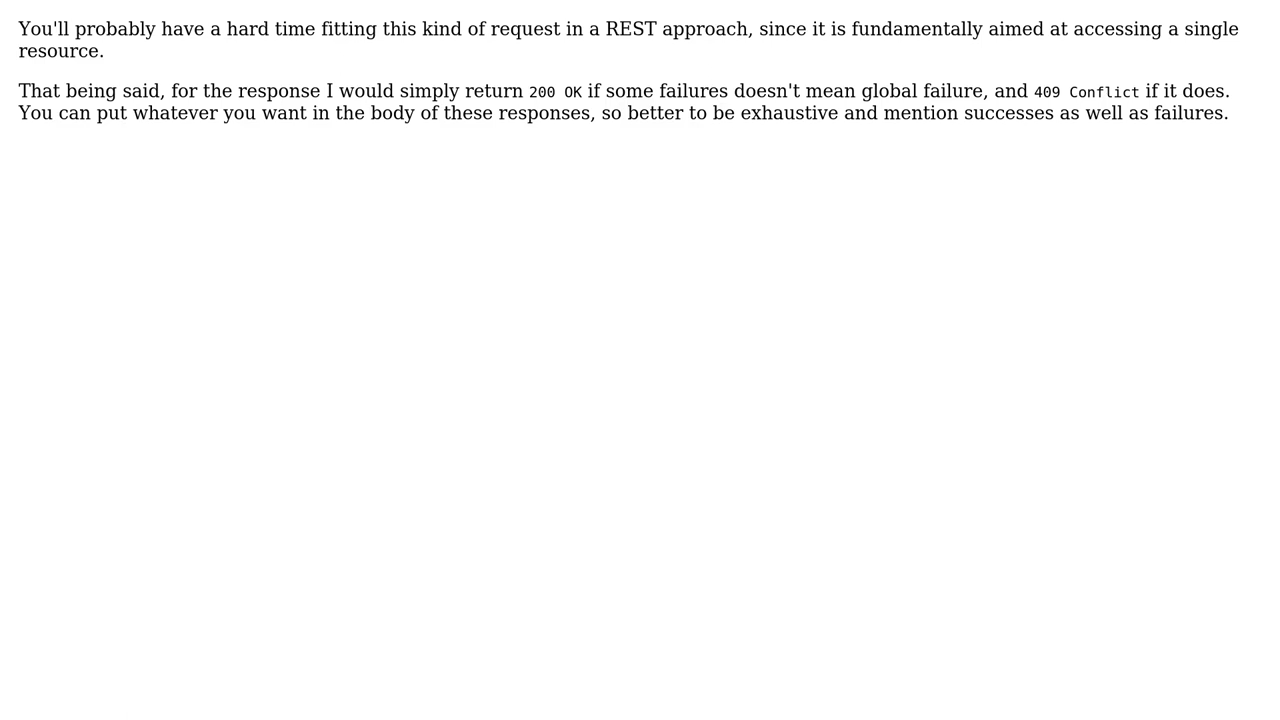 You'll probably have a hard time fitting this kind of request in a REST approach, since it is fundamentally aimed at accessing a single
resource.
That being said, for the response I would simply return 200 OK if some failures doesn't mean global failure, and 409 Conflict if it does.
You can put whatever you want in the body of these responses, so better to be exhaustive and mention successes as well as failures.